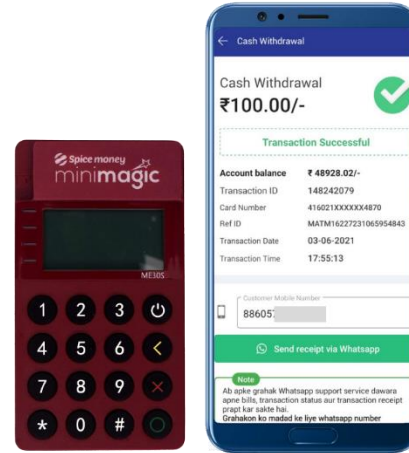 Spice money
minimagic
ME30S
1 2 3
4 5 6 <
7 8 9 ×
* 0 # O
← Cash Withdrawal
Cash Withdrawal
₹100.00/-
Transaction Successful
Account balance ₹ 48928.02/-
Transaction ID 148242079
Card Number 416021XXXXXX4870
Ref ID MATM16227231065954843
Transaction Date 03-06-2021
Transaction Time 17:55:13
Customer Mobile Number
88605
Send receipt via Whatsapp
Note
Ab apke grahak Whatsapp support service dawara
apne bills, transaction status aur transaction receipt
prapt kar sakte hai.
Grahakon ko madad ke liye whatsapp number